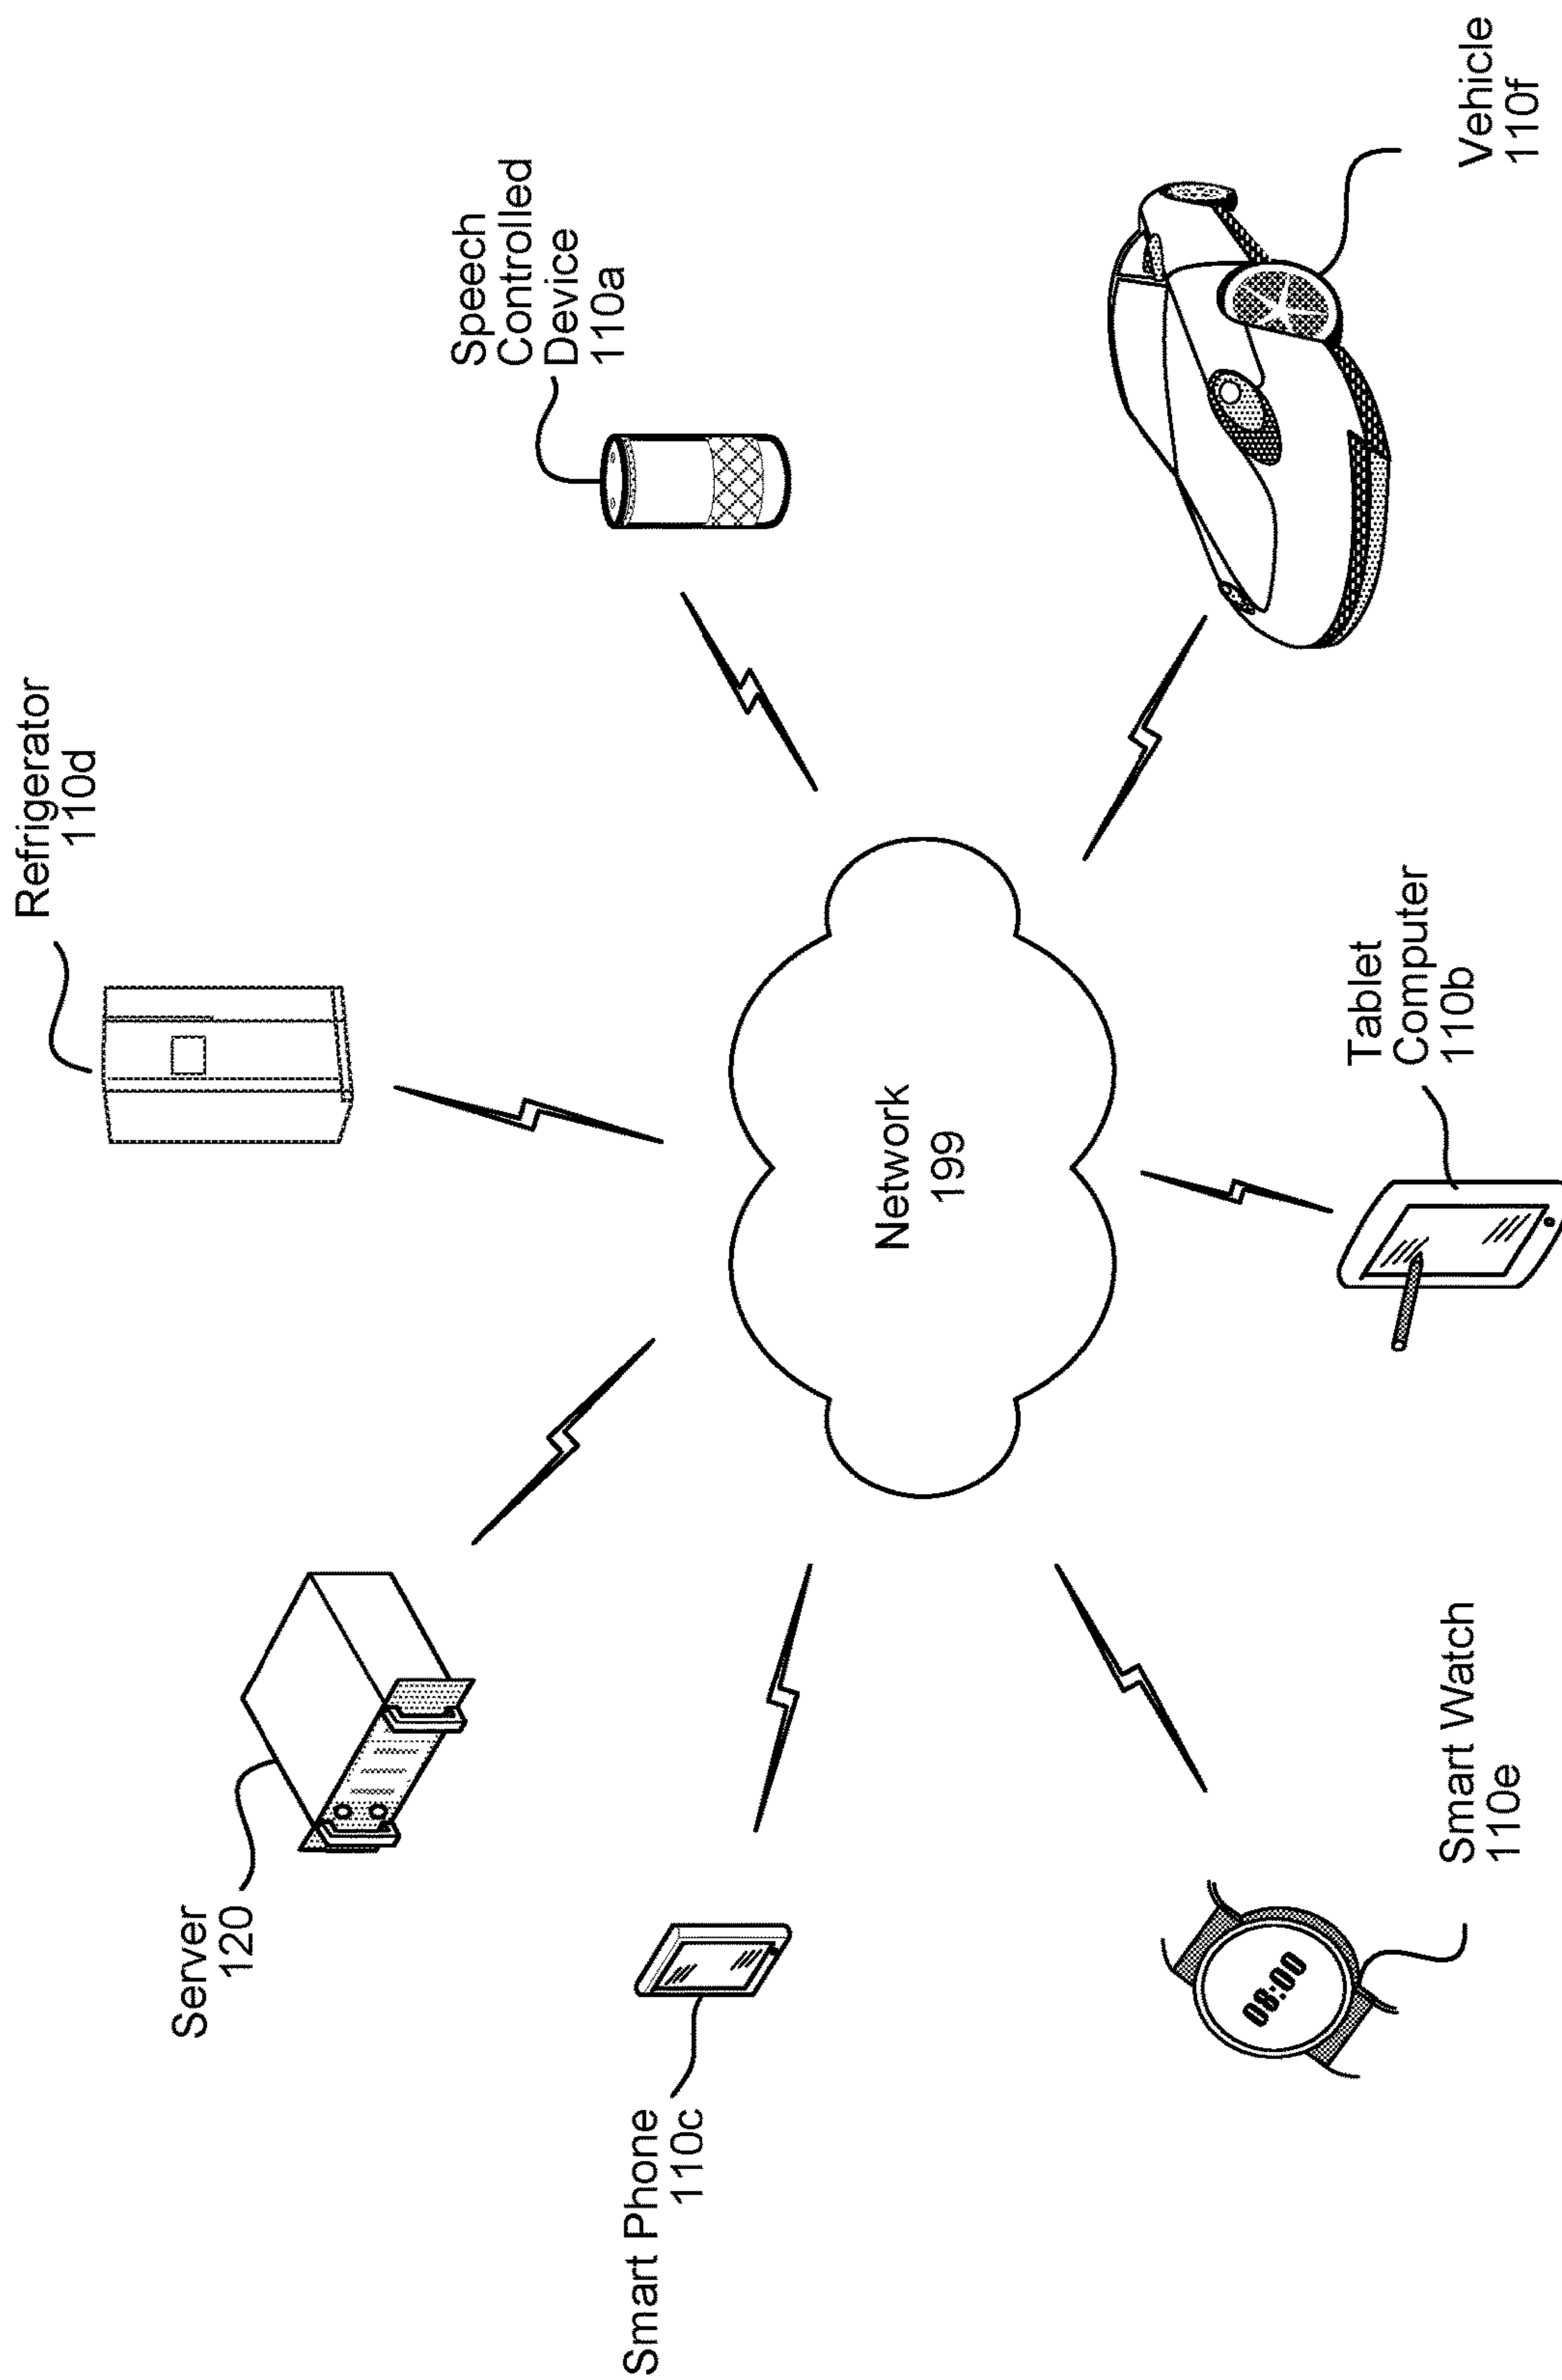 Refrigerator
110d
Server
120
Speech
Controlled
Device
110a
Smart Phone
110c
Network
199
08:00
Smart Watch
110e
Tablet
Computer
110b
Vehicle
110f